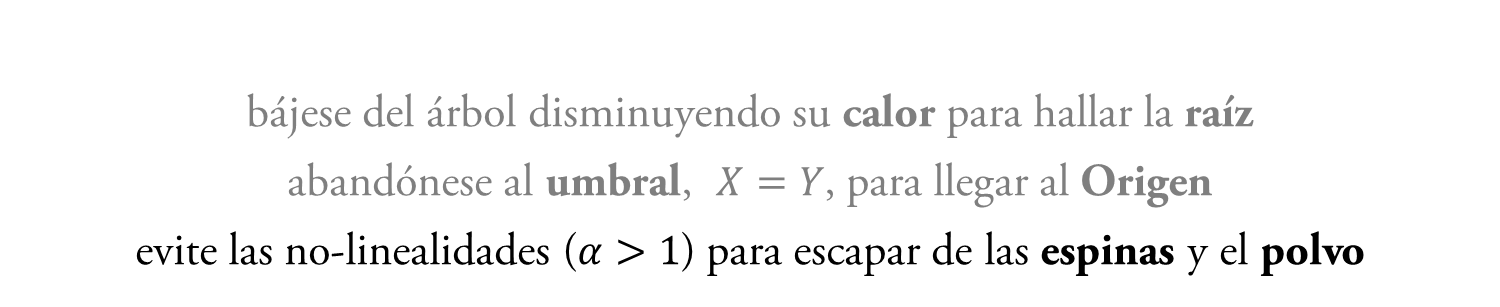 bájese del árbol disminuyendo su calor para hallar la raíz
abandónese al umbral, X = Y, para llegar al Origen
evite las no-linealidades (α > 1) para escapar de las espinas y el polvo